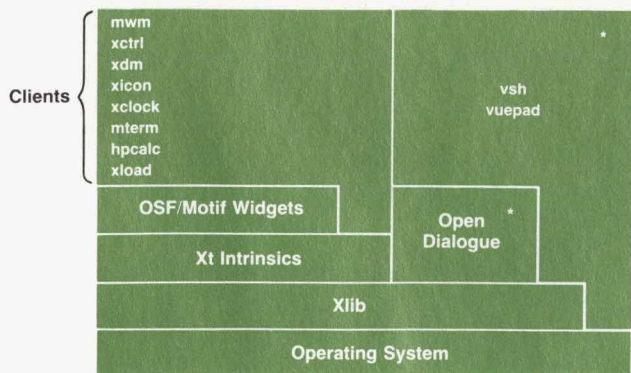 Clients
mwm
xctrl
xdm
xicon
xclock
mterm
hpcalc
xload
*
vsh
vuepad
OSF/Motif Widgets
Open *
Dialogue
Xt Intrinsics
Xlib
Operating System